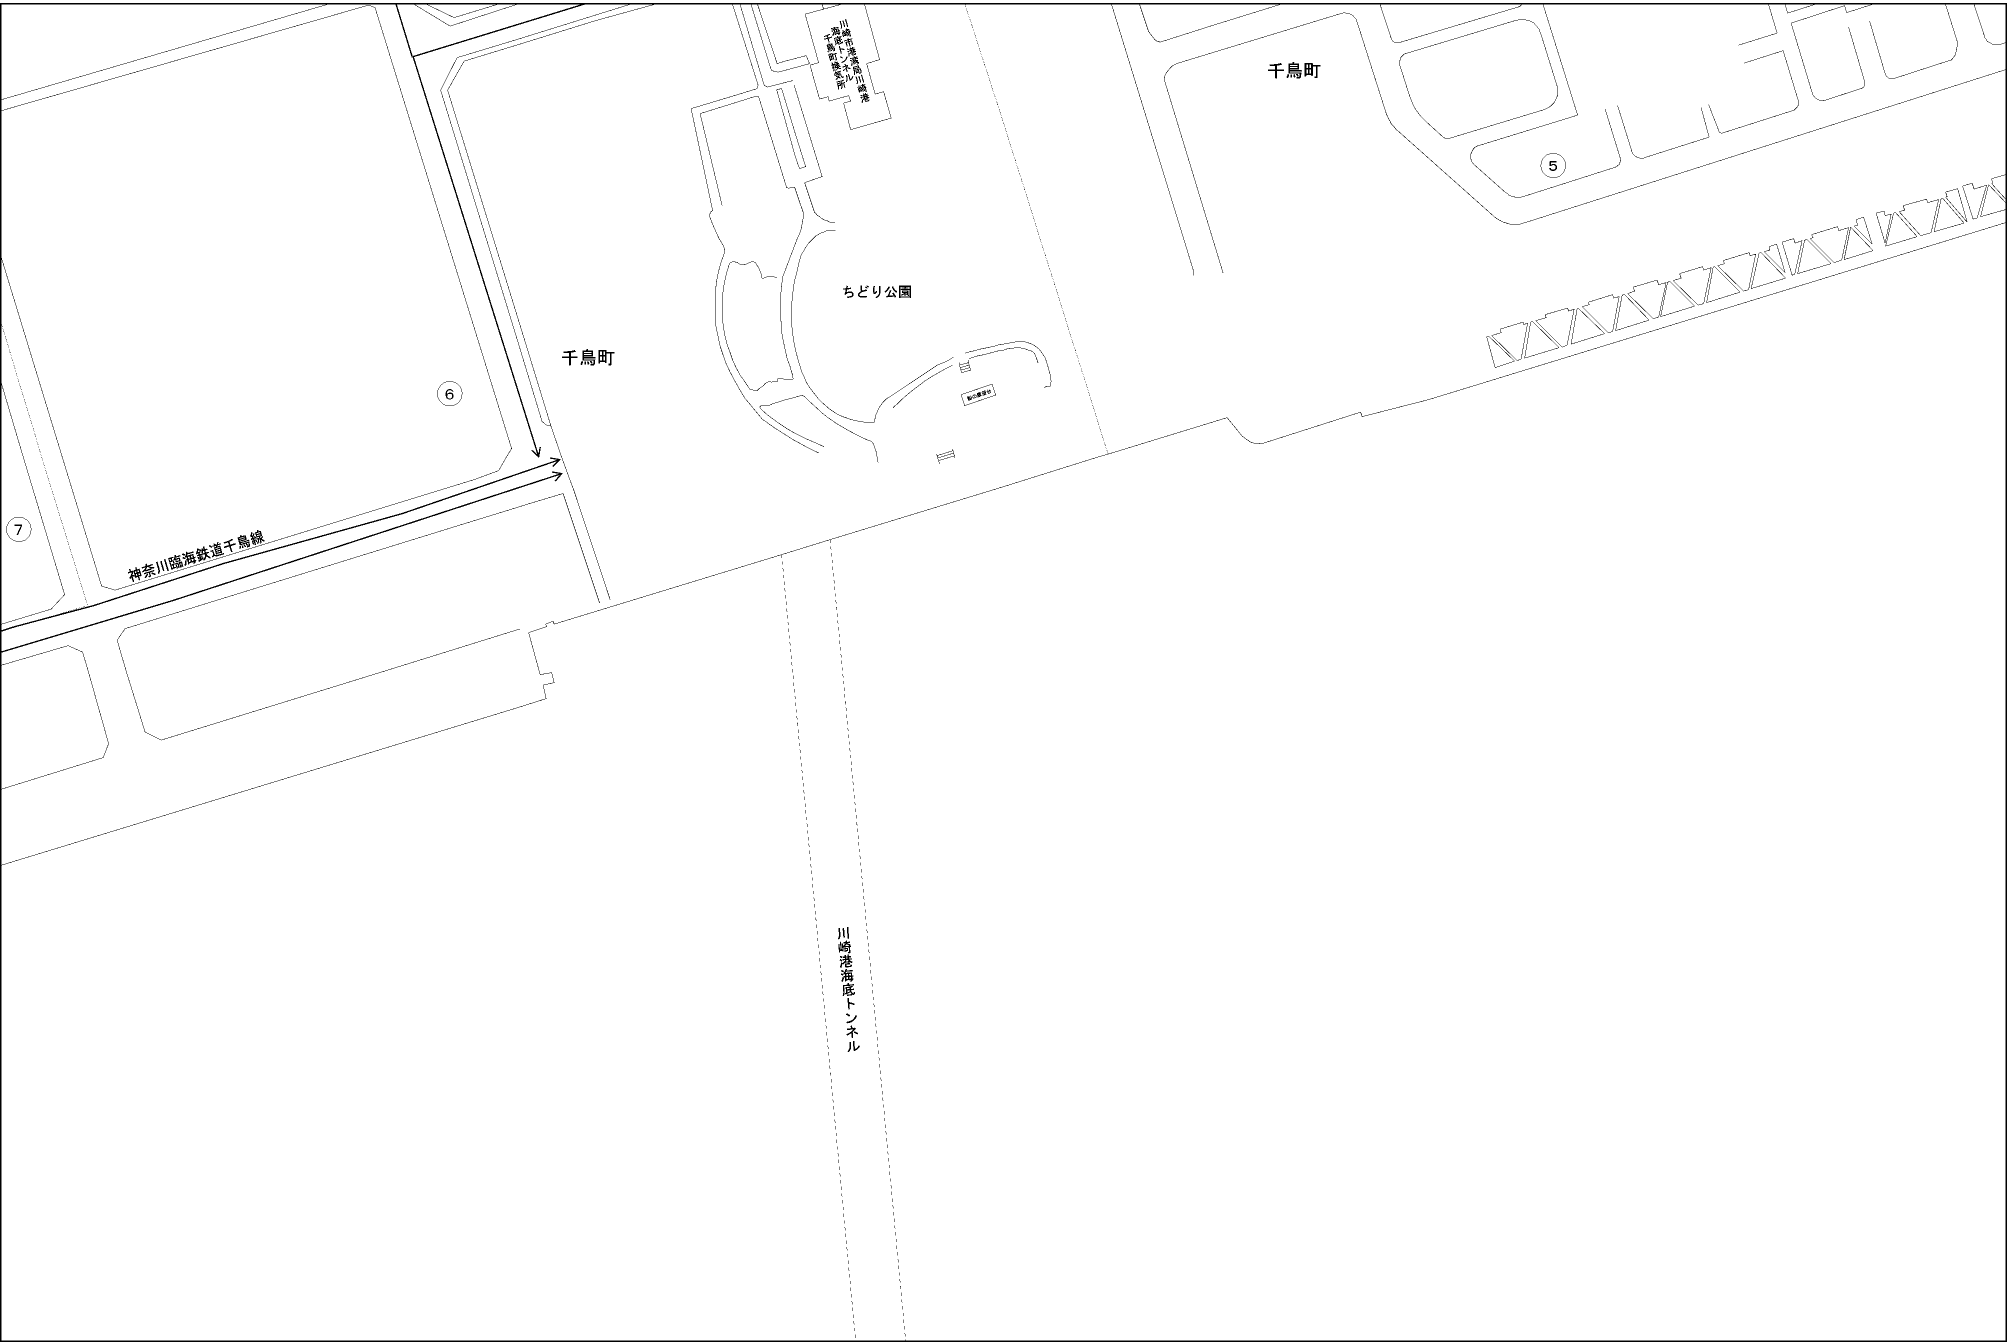 川崎市港湾局川崎港
海底トンネル
千鳥町換気所
千鳥町
5
ちどり公園
千鳥町
6
7
神奈川臨海鉄道千鳥線
川崎港海底トンネル